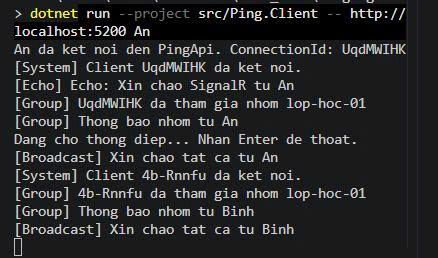 > dotnet run --project src/Ping.Client -- http://
localhost:5200 An
An da ket noi den PingApi. ConnectionId: UqdMWIHK
[System] Client UqdMWIHK da ket noi.
[Echo] Echo: Xin chao SignalR tu An
[Group] UqdMWIHK da tham gia nhom lop-hoc-01
[Group] Thong bao nhom tu An
Dang cho thong diep... Nhan Enter de thoat.
[Broadcast] Xin chao tat ca tu An
[System] Client 4b-Rnnfu da ket noi.
[Group] 4b-Rnnfu da tham gia nhom lop-hoc-01
[Group] Thong bao nhom tu Binh
[Broadcast] Xin chao tat ca tu Binh